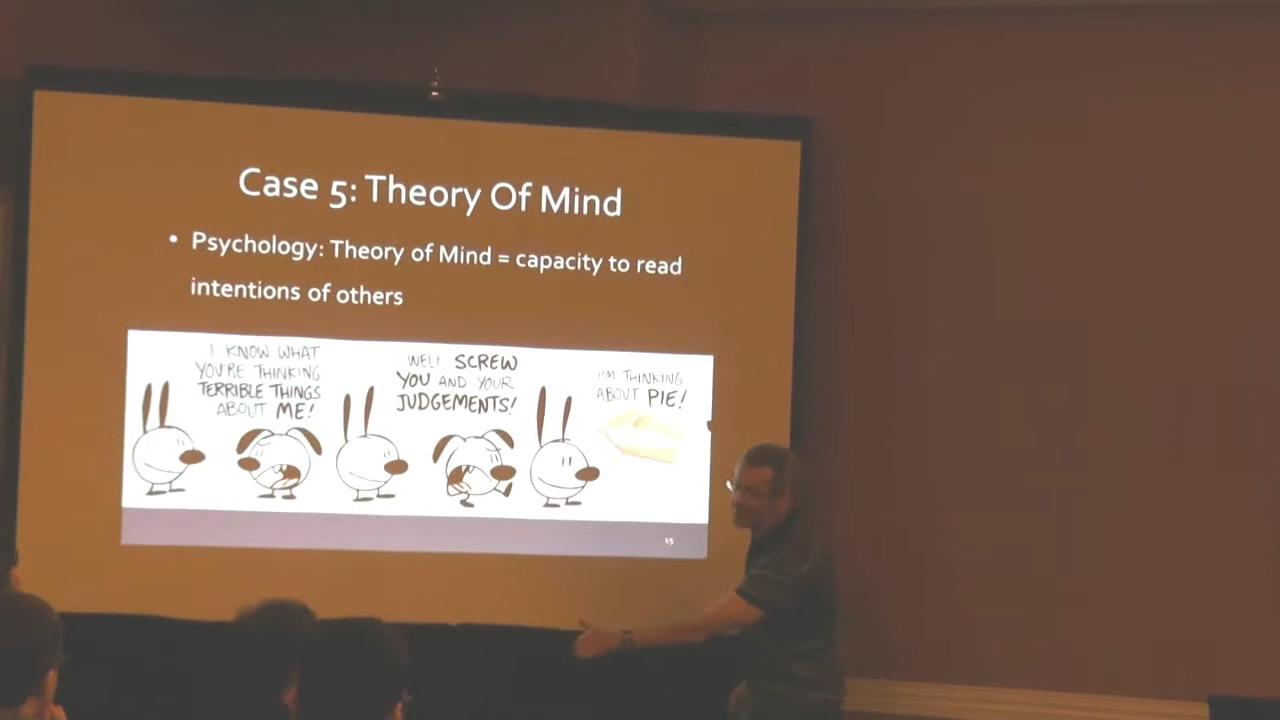 Case 5: Theory Of Mind
• Psychology: Theory of Mind = capacity to read
intentions of others
I KNOW WHAT
YOU'RE THINKING
TERRIBLE THINGS
ABOUT ME!
WELL SCREW
YOU AND YOUR
JUDGEMENTS!
I'M THINKING
ABOUT PIE!
15